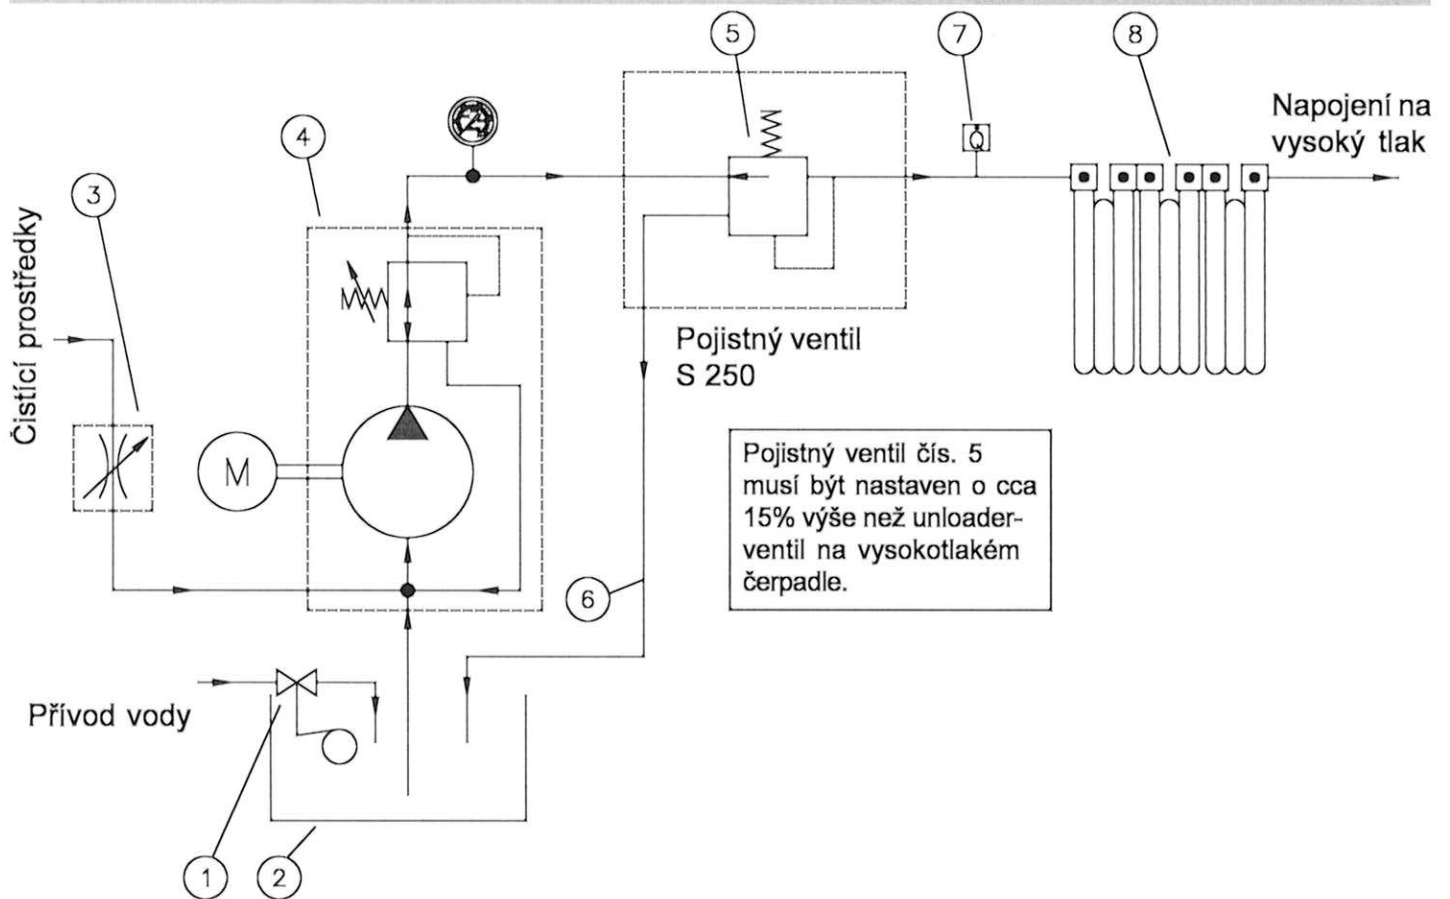 5
7
8
Napojení na
vysoký tlak
4
3
Čistící prostředky
Q
Pojistný ventil
S 250
M
Pojistný ventil čís. 5
musí být nastaven o cca
15% výše než unloader-
ventil na vysokotlakém
čerpadle.
6
Přívod vody
1
2